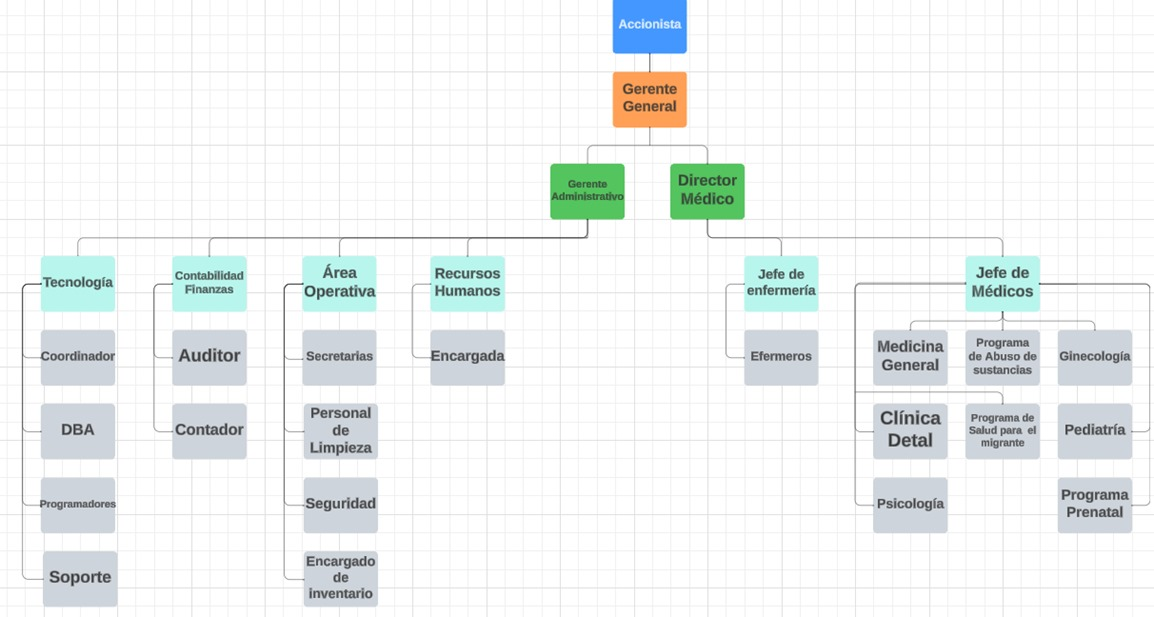 Accionista
Gerente
General
Gerente
Administrativo
Director
Médico
Tecnología
Contabilidad
Finanzas
Área
Operativa
Recursos
Humanos
Jefe de
enfermería
Jefe de
Médicos
Coordinador
Auditor
Secretarias
Encargada
Efermeros
Medicina
General
Programa
de Abuso de
sustancias
Ginecología
DBA
Contador
Personal
de
Limpieza
Clínica
Detal
Programa de
Salud para el
migrante
Pediatría
Programadores
Seguridad
Psicología
Programa
Prenatal
Soporte
Encargado
de
inventario